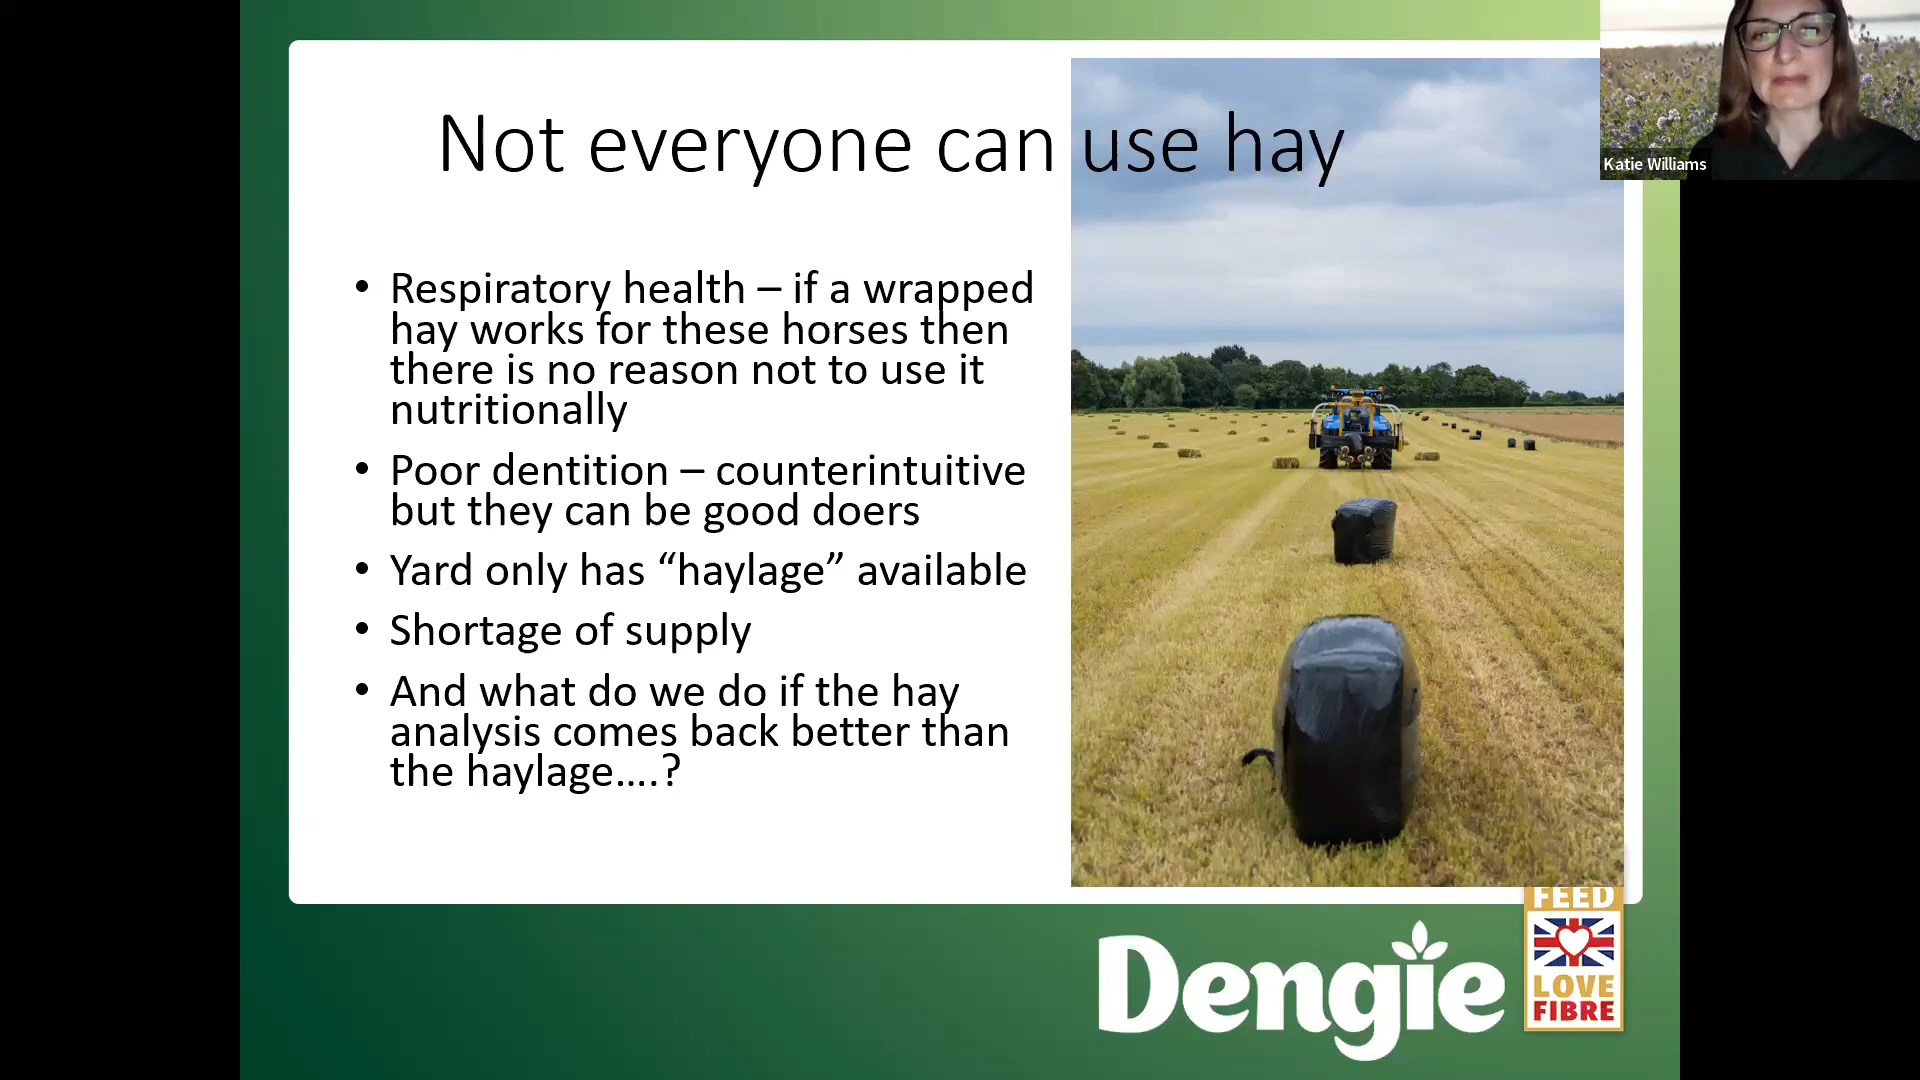 Not everyone can use hay
Katie Williams
• Respiratory health – if a wrapped
hay works for these horses then
there is no reason not to use it
nutritionally
• Poor dentition – counterintuitive
but they can be good doers
• Yard only has “haylage” available
• Shortage of supply
• And what do we do if the hay
analysis comes back better than
the haylage....?
Dengie
FEED
LOVE
FIBRE